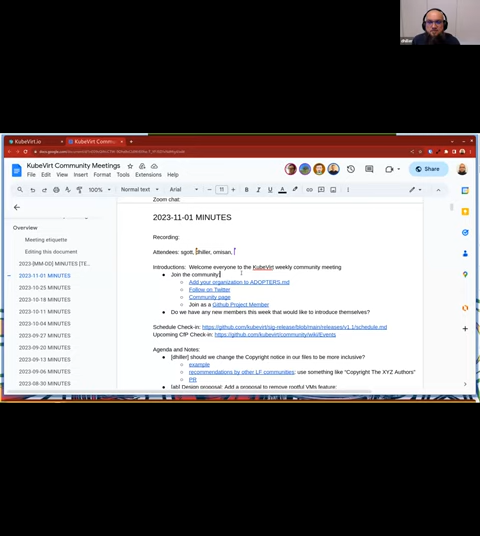 KubeVirt.io
KubeVirt Comm
KubeVirt Community Meetings
File Edit View Insert Format Tools Extensions Help
100%
Arial
11
Zoom chat:
2023-11-01 MINUTES
Recording:
Attendees: sgott, dhiller, omisan,
Introductions: Welcome everyone to the KubeVirt weekly community meeting
Join the community!
Add your organization to ADOPTERS.md
Follow on Twitter
Community page
Join as a Github Project Member
Do we have any new members this week that would like to introduce themselves?
Schedule Check-in: https://github.com/kubevirt/sig-release/blob/main/releases/v1.1/schedule.md
Upcoming CfP Check-in: https://github.com/kubevirt/community/wiki/Events
Agenda and Notes:
[dhiller] should we change the Copyright notice in our files to be more inclusive?
example
recommendations by other LF communities: use something like "Copyright The XYZ Authors"
PR
Design proposal: Add a proposal to remove rootful VMs feature:
Overview
Meeting etiquette
Editing this document
2023-[MM-DD] MINUTES [TE...
2023-11-01 MINUTES
2023-10-25 MINUTES
2023-10-18 MINUTES
2023-10-11 MINUTES
2023-10-04 MINUTES
2023-09-27 MINUTES
2023-09-20 MINUTES
2023-09-13 MINUTES
2023-09-06 MINUTES
2023-08-30 MINUTES